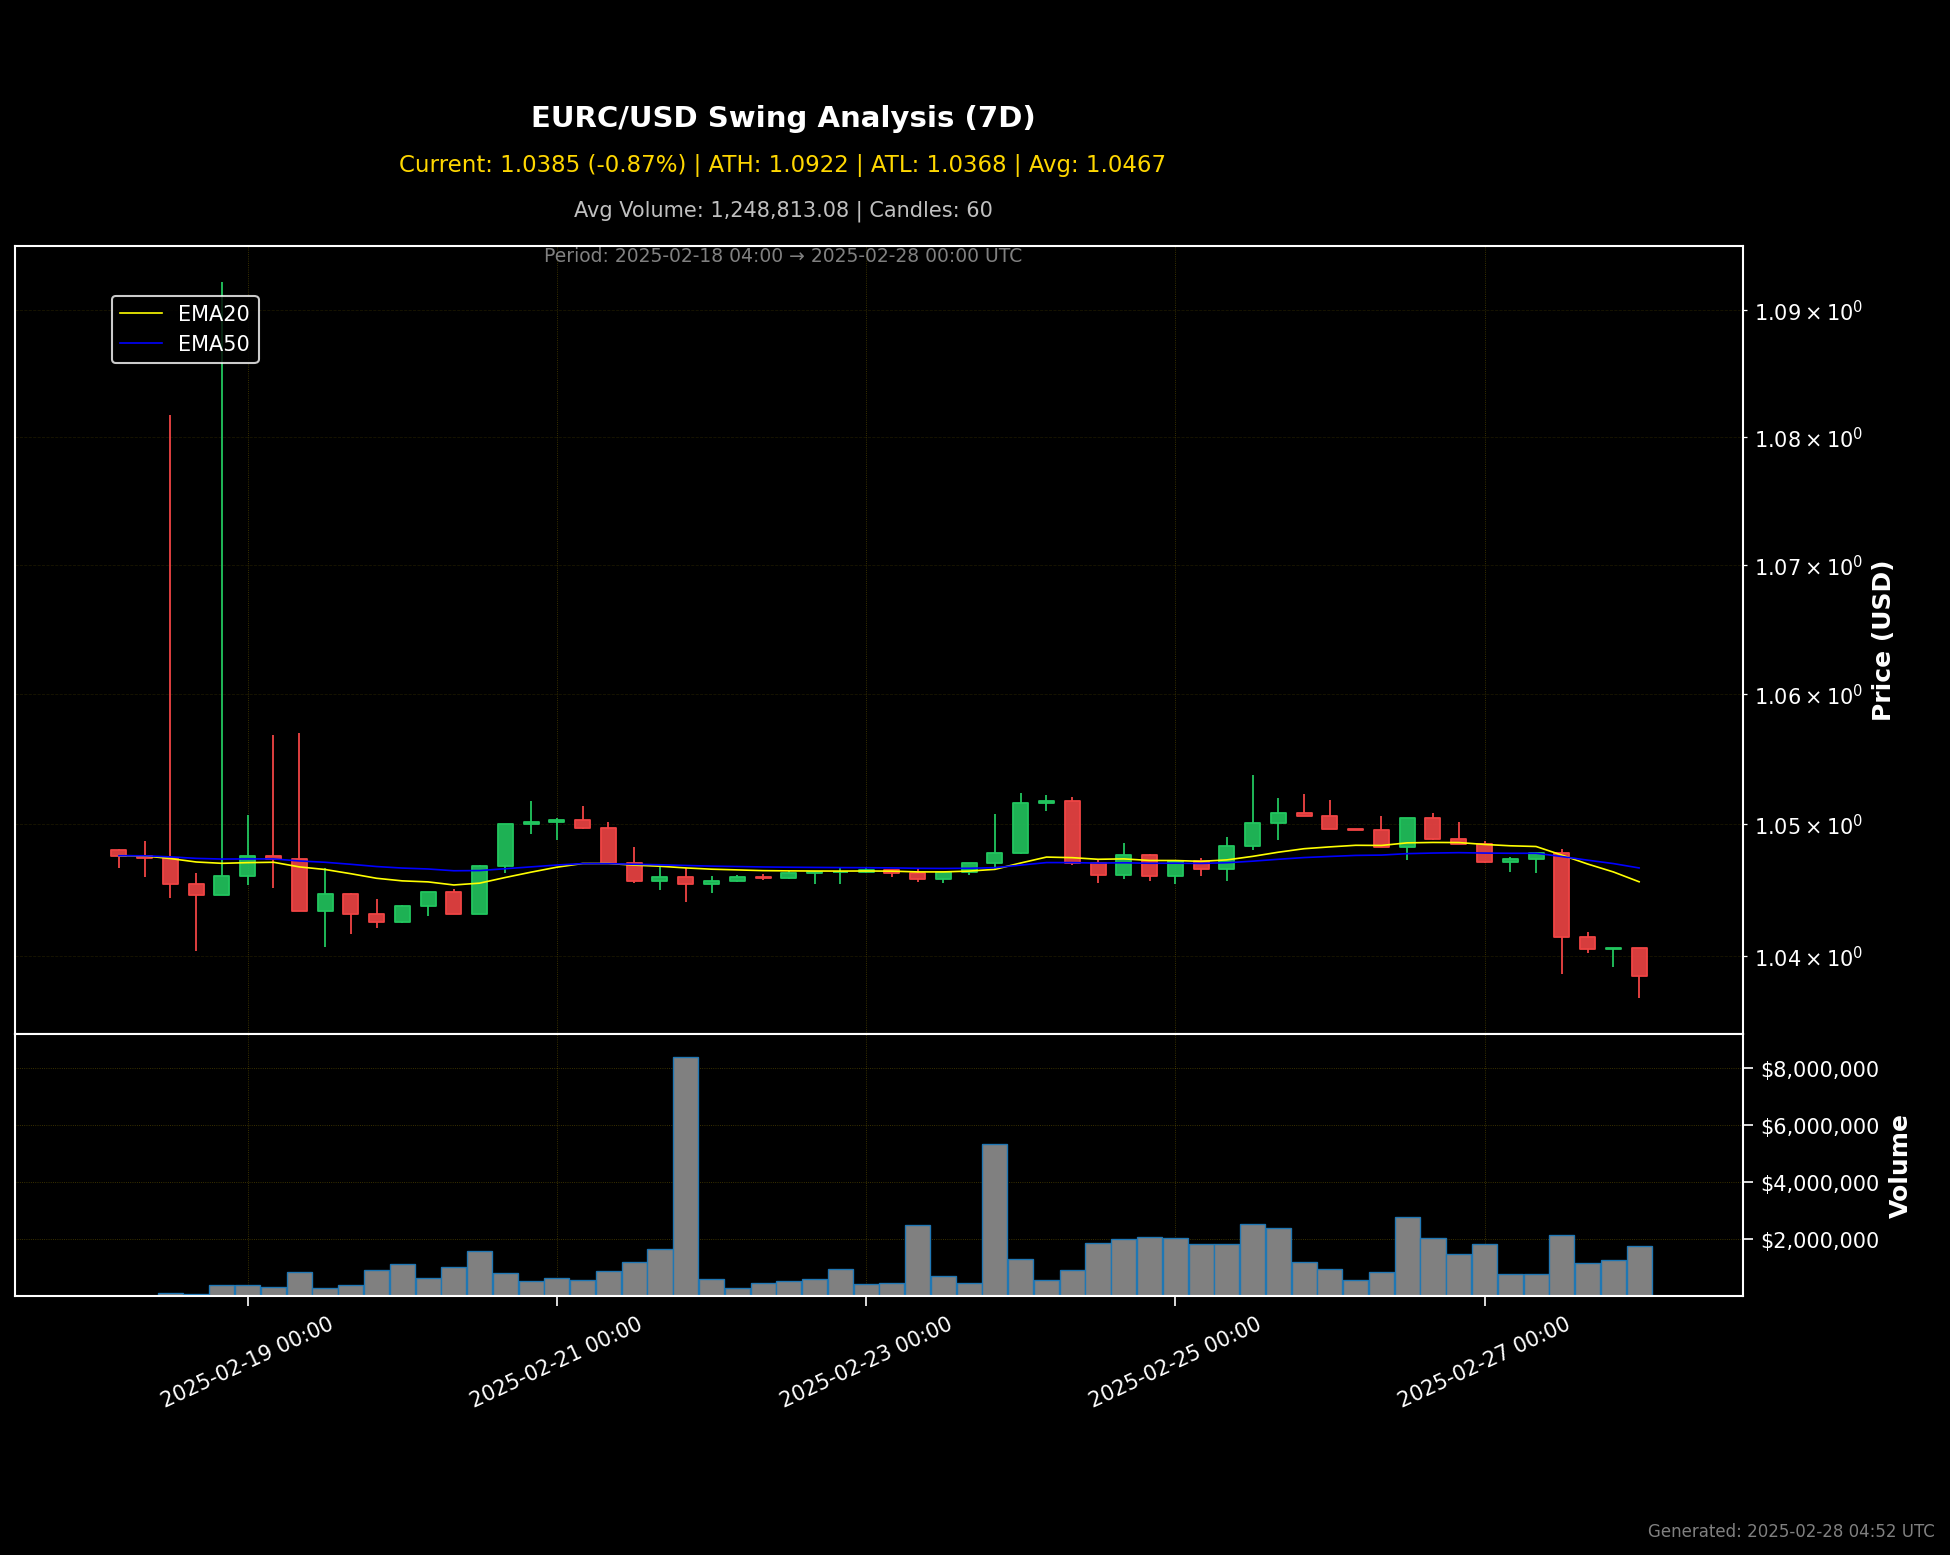 EURC/USD Swing Analysis (7D)
Current: 1.0385 (-0.87%) | ATH: 1.0922 | ATL: 1.0368 | Avg: 1.0467
Avg Volume: 1,248,813.08 | Candles: 60
Period: 2025-02-18 04:00 → 2025-02-28 00:00 UTC
EMA20
EMA50
1.09 × 10⁰
1.08 × 10⁰
1.07 × 10⁰
1.06 × 10⁰
1.05 × 10⁰
1.04 × 10⁰
Price (USD)
$8,000,000
$6,000,000
$4,000,000
$2,000,000
Volume
2025-02-19 00:00
2025-02-21 00:00
2025-02-23 00:00
2025-02-25 00:00
2025-02-27 00:00
Generated: 2025-02-28 04:52 UTC